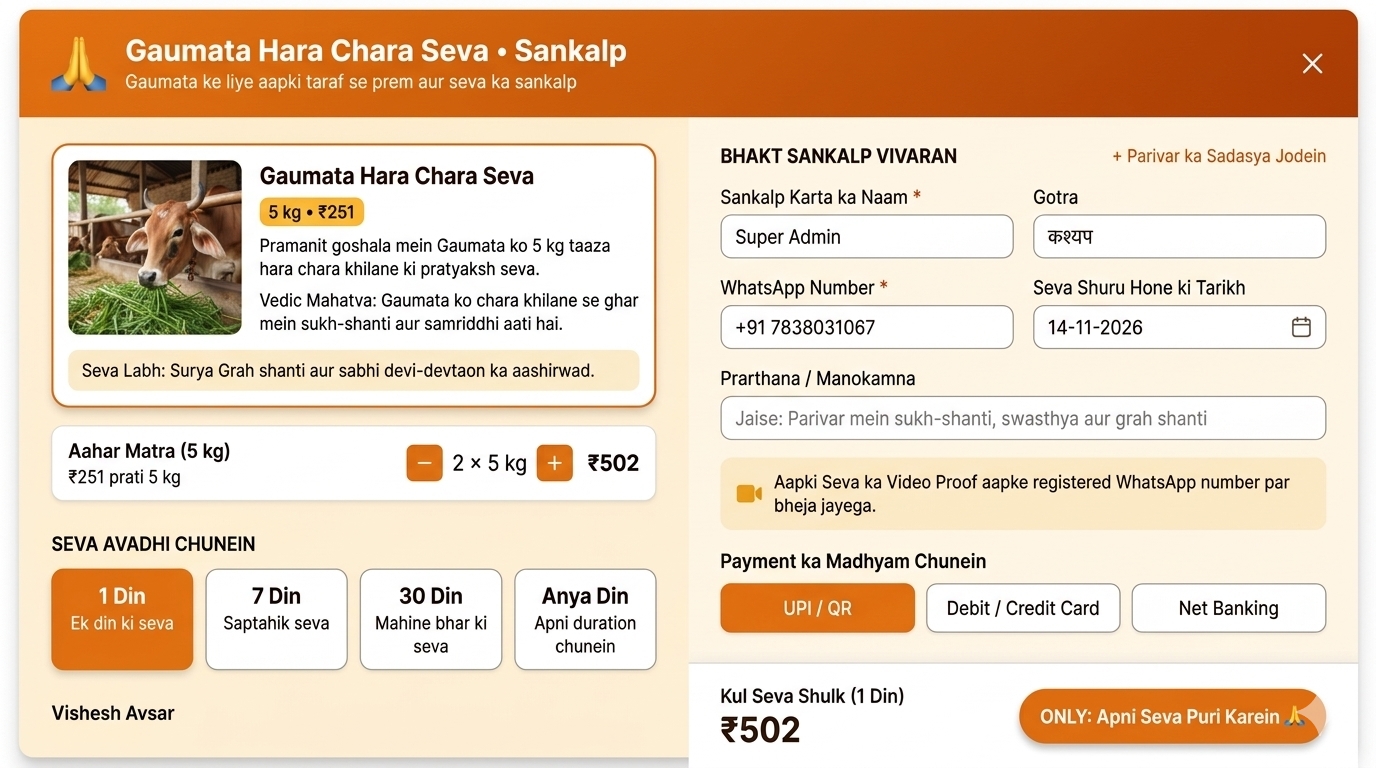 Gaumata Hara Chara Seva • Sankalp
Gaumata ke liye aapki taraf se prem aur seva ka sankalp
Gaumata Hara Chara Seva
5 kg • ₹251
Pramanit goshala mein Gaumata ko 5 kg taaza
hara chara khilane ki pratyaksh seva.
Vedic Mahatva: Gaumata ko chara khilane se ghar
mein sukh-shanti aur samriddhi aati hai.
Seva Labh: Surya Grah shanti aur sabhi devi-devtaon ka aashirwad.
Aahar Matra (5 kg)
₹251 prati 5 kg
− 2 × 5 kg + ₹502
SEVA AVADHI CHUNEIN
1 Din
Ek din ki seva
7 Din
Saptahik seva
30 Din
Mahine bhar ki
seva
Anya Din
Apni duration
chunein
Vishesh Avsar
BHAKT SANKALP VIVARAN
+ Parivar ka Sadasya Jodein
Sankalp Karta ka Naam *
Super Admin
Gotra
कश्यप
WhatsApp Number *
+91 7838031067
Seva Shuru Hone ki Tarikh
14-11-2026
Prarthana / Manokamna
Jaise: Parivar mein sukh-shanti, swasthya aur grah shanti
Aapki Seva ka Video Proof aapke registered WhatsApp number par
bheja jayega.
Payment ka Madhyam Chunein
UPI / QR
Debit / Credit Card
Net Banking
Kul Seva Shulk (1 Din)
₹502
ONLY: Apni Seva Puri Karein 🙏